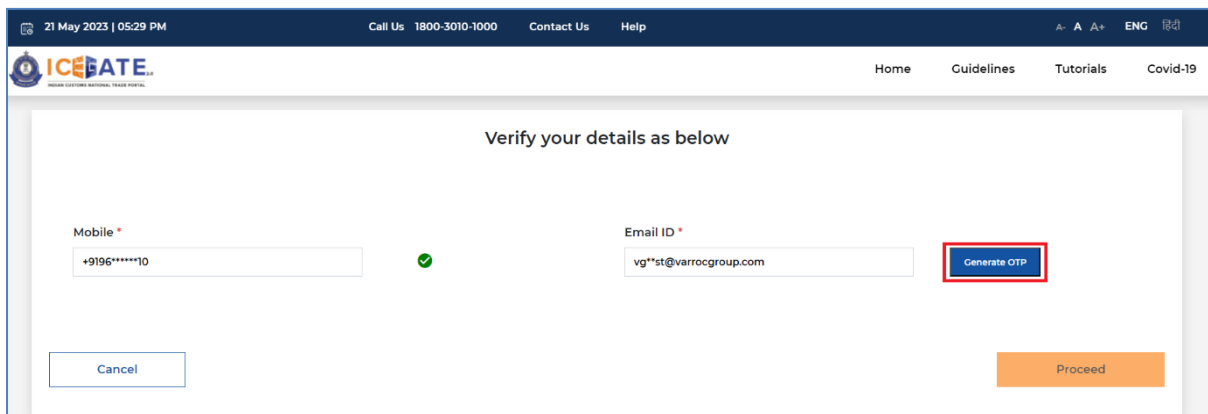 21 May 2023 | 05:29 PM Call Us 1800-3010-1000 Contact Us Help A- A A+ ENG हिंदी
ICEGATE
INDIAN CUSTOMS NATIONAL TRADE PORTAL
Home Guidelines Tutorials Covid-19
Verify your details as below
Mobile * Email ID *
+9196******10 vg**st@varrocgroup.com Generate OTP
Cancel Proceed